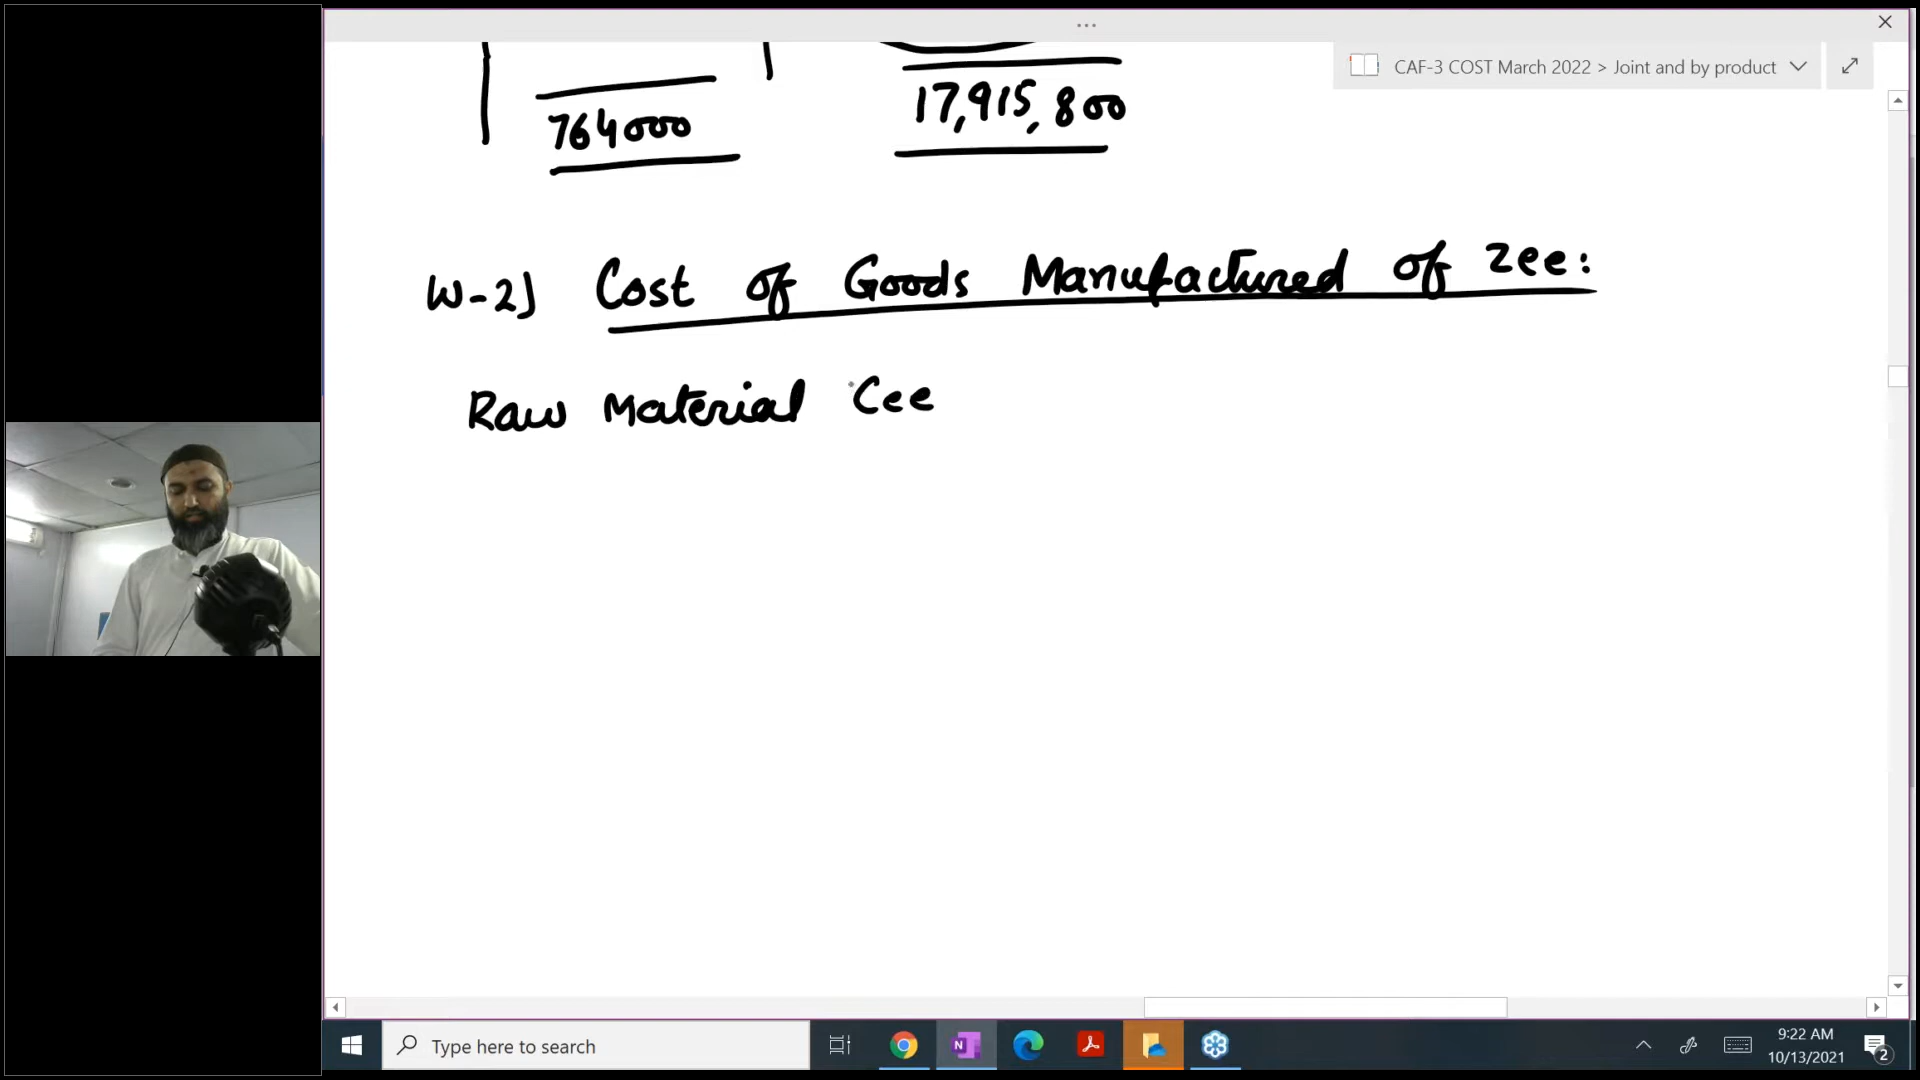 CAF-3 COST March 2022 > Joint and by product
764000
17,915,800
W-2) Cost of Goods Manufactured of Zee:
Raw Material Cee
Type here to search
9:22 AM
10/13/2021
2